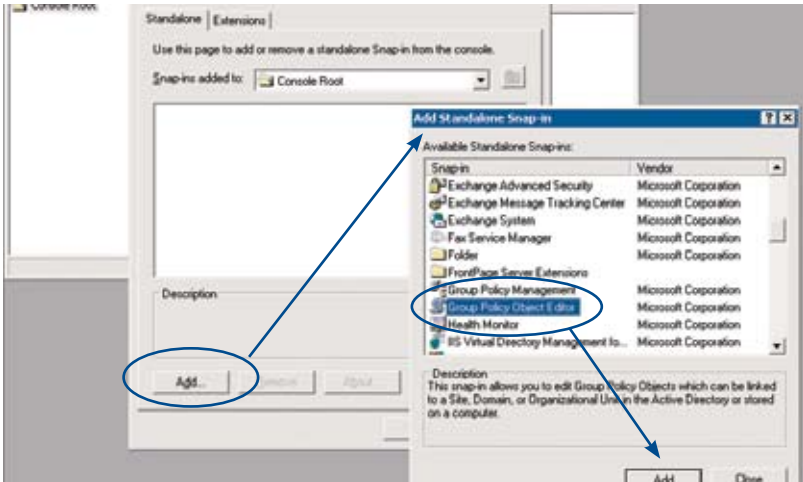 Console Root
Standalone Extensions
Use this page to add or remove a standalone Snap-in from the console.
Snap-ins added to: Console Root
Description
Add... Remove About
Add Standalone Snap-in
Available Standalone Snap-ins:
Snap-in Vendor
Exchange Advanced Security Microsoft Corporation
Exchange Message Tracking Center Microsoft Corporation
Exchange System Microsoft Corporation
Fax Service Manager Microsoft Corporation
Folder Microsoft Corporation
FrontPage Server Extensions
Group Policy Management Microsoft Corporation
Group Policy Object Editor Microsoft Corporation
Health Monitor Microsoft Corporation
IIS Virtual Directory Management fo... Microsoft Corporation
Description
This snap-in allows you to edit Group Policy Objects which can be linked
to a Site, Domain, or Organizational Unit in the Active Directory or stored
on a computer.
Add Close